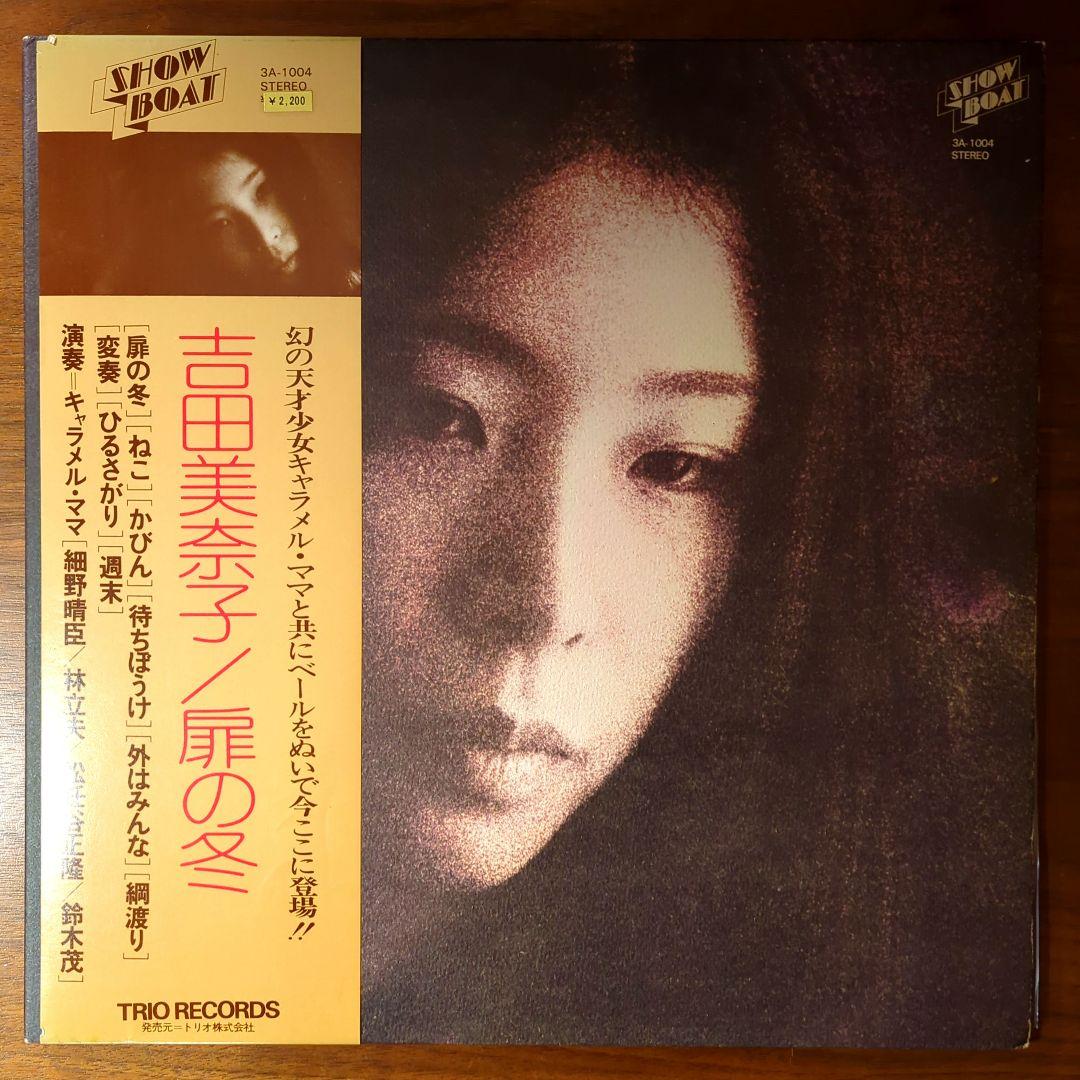 SHOW
BOAT
3A-1004
STEREO
¥2,200
幻の天才少女キャラメル・ママと共にベールをぬいで今ここに登場!!
吉田美奈子/扉の冬
[扉の冬][ねこ][かびん][待ちぼうけ][外はみんな][綱渡り]
[変奏][ひるさがり][週末]
演奏=キャラメル・ママ[細野晴臣/林立夫/松任谷正隆/鈴木茂]
TRIO RECORDS
発売元=トリオ株式会社
SHOW
BOAT
3A-1004
STEREO